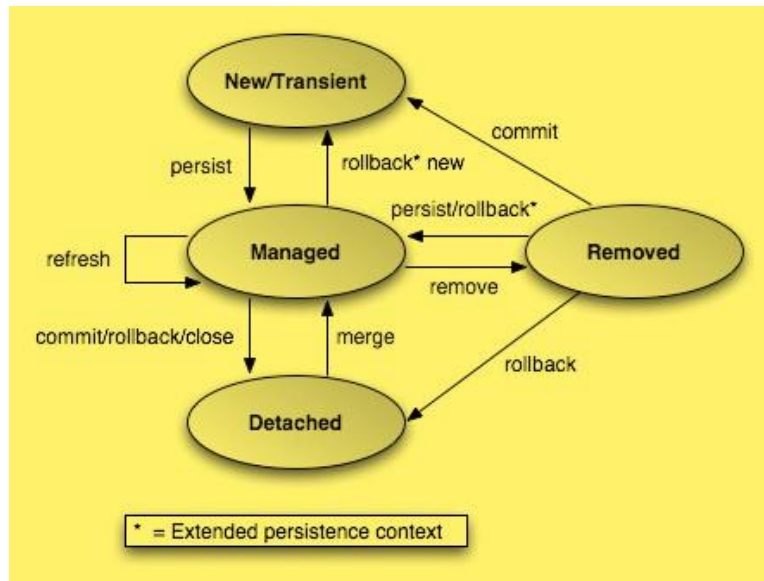 New/Transient
commit
persist
rollback* new
persist/rollback*
refresh
Managed
Removed
remove
commit/rollback/close
merge
rollback
Detached
* = Extended persistence context